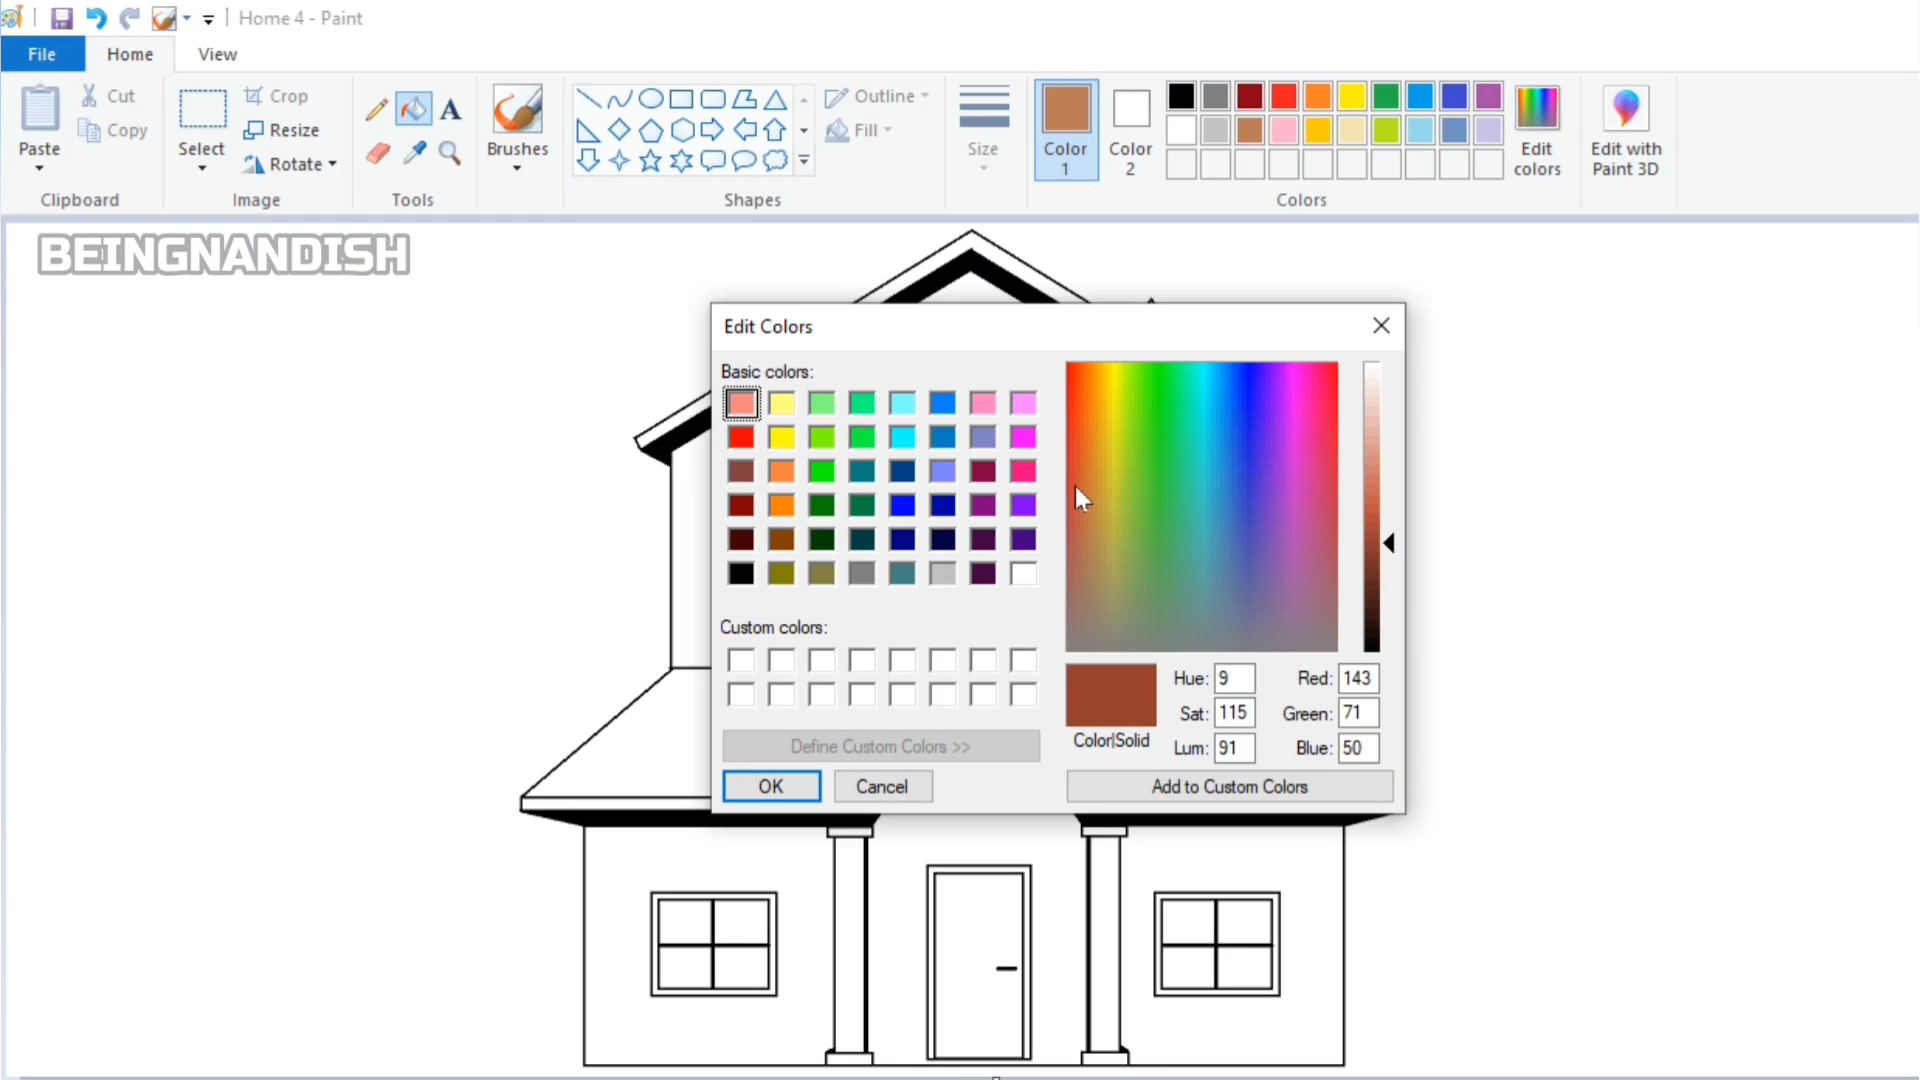 Home 4 - Paint
File
Home
View
Paste
Cut
Copy
Clipboard
Select
Crop
Resize
Rotate
Image
A
Tools
Brushes
Outline
Fill
Shapes
Size
Color
1
Color
2
Edit
colors
Colors
Edit with
Paint 3D
BEINGNANDISH
Edit Colors
Basic colors:
Custom colors:
Define Custom Colors >>
OK
Cancel
Color|Solid
Hue: 9
Sat: 115
Lum: 91
Red: 143
Green: 71
Blue: 50
Add to Custom Colors